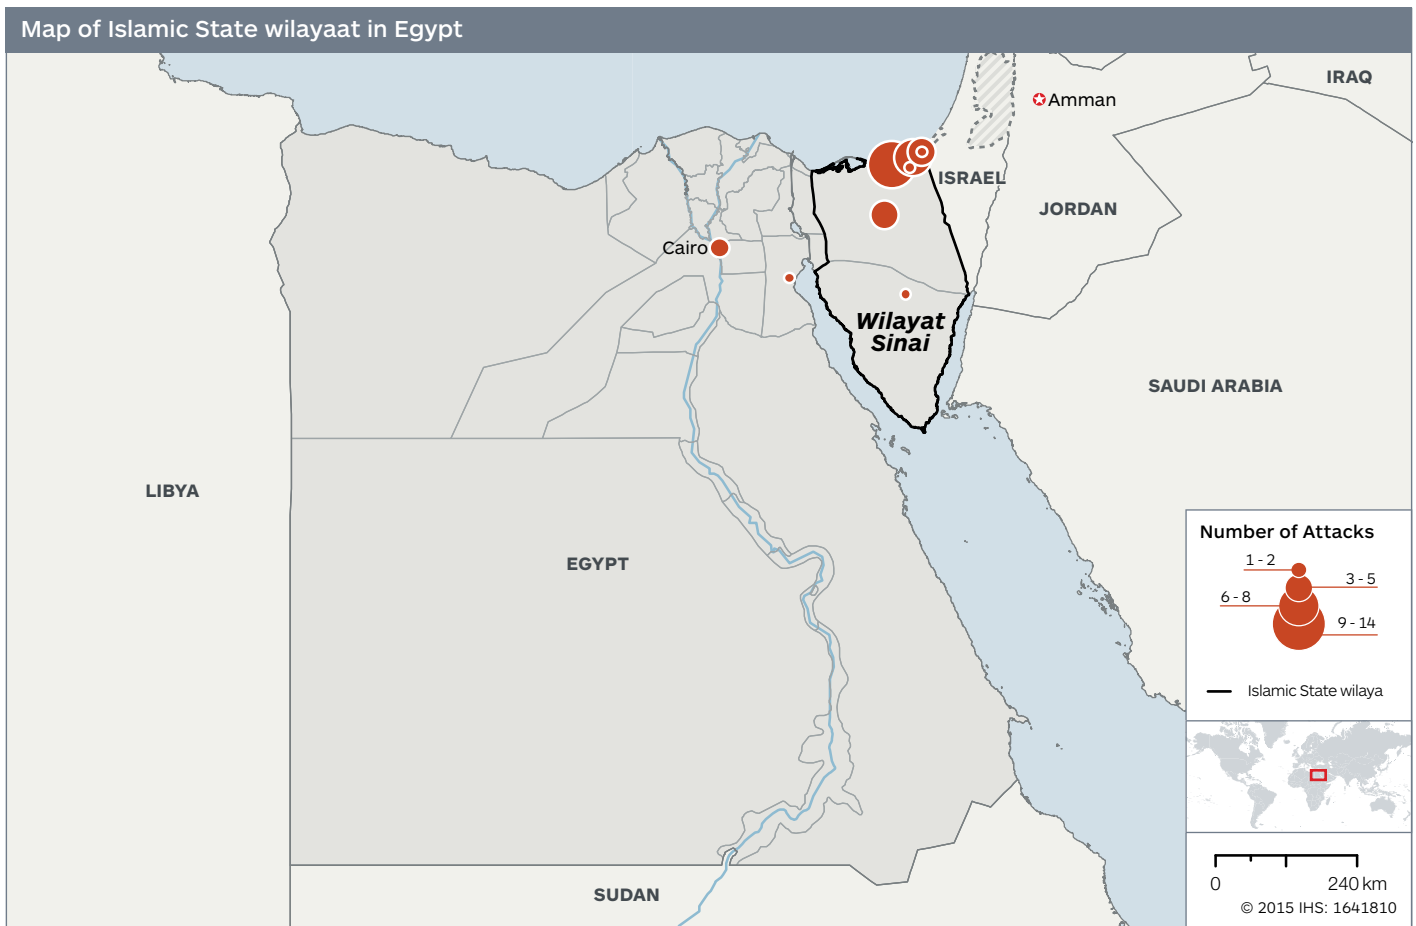 Map of Islamic State wilayaat in Egypt
IRAQ
Amman
ISRAEL
JORDAN
Cairo
Wilayat
Sinai
SAUDI ARABIA
LIBYA
EGYPT
SUDAN
Number of Attacks
1 - 2
3 - 5
6 - 8
9 - 14
Islamic State wilaya
0
240 km
© 2015 IHS: 1641810